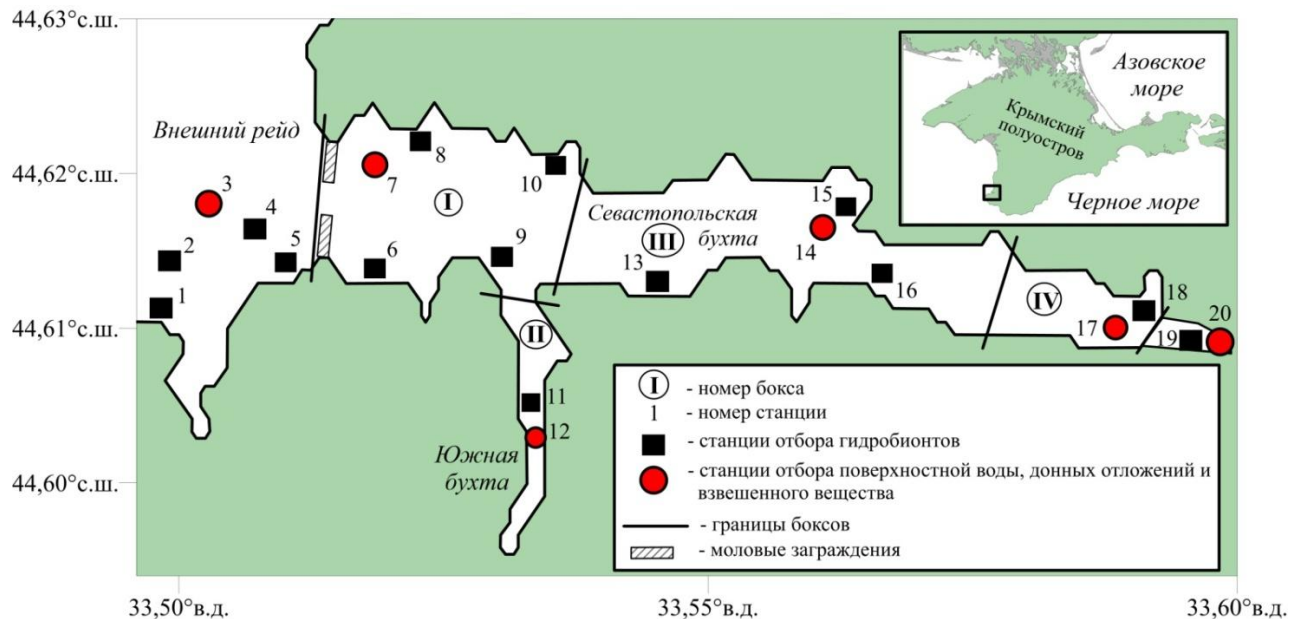 44,63°с.ш.
44,62°с.ш.
44,61°с.ш.
44,60°с.ш.
33,50°в.д.
33,55°в.д.
33,60°в.д.
Внешний рейд
1
2
3
4
5
6
7
8
9
10
I
II
11
12
Южная
бухта
Севастопольская
бухта
III
13
14
15
16
IV
17
18
19
20
Азовское
море
Крымский
полуостров
Черное море
I - номер бокса
1 - номер станции
- станции отбора гидробионтов
- станции отбора поверхностной воды, донных отложений и
взвешенного вещества
- границы боксов
- моловые заграждения